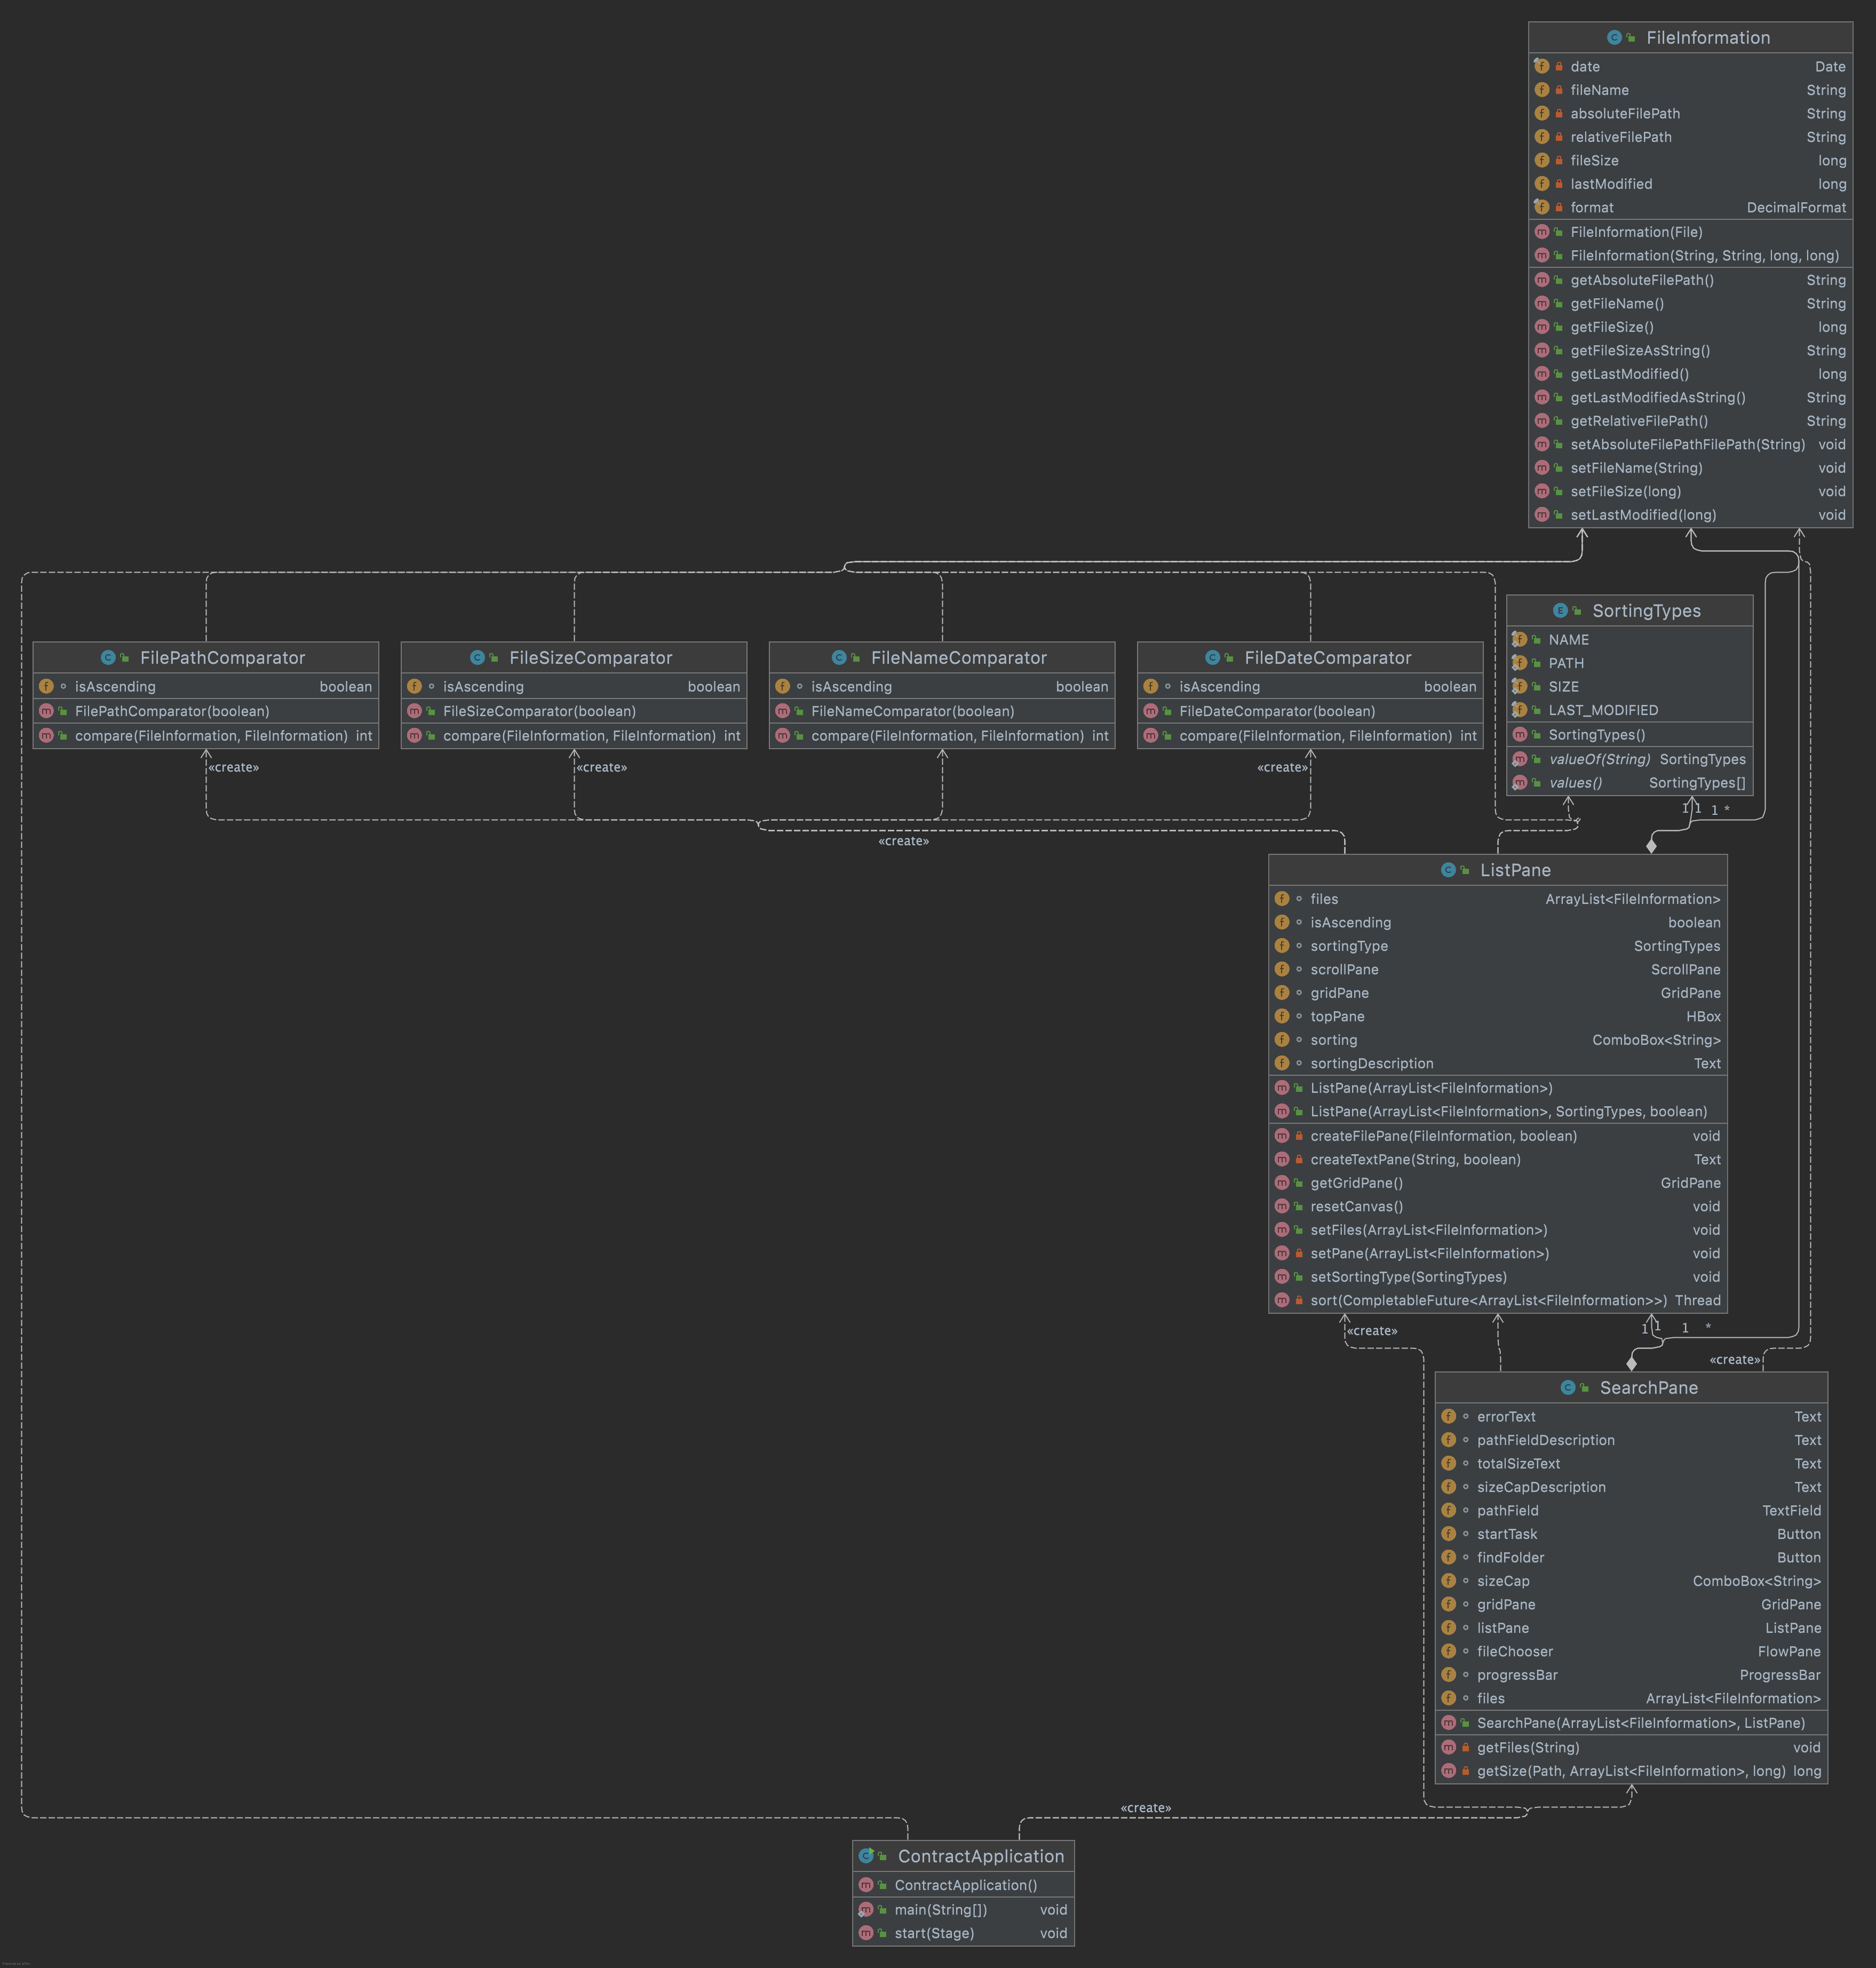 FileInformation
date Date
fileName String
absoluteFilePath String
relativeFilePath String
fileSize long
lastModified long
format DecimalFormat
FileInformation(File)
FileInformation(String, String, long, long)
getAbsoluteFilePath() String
getFileName() String
getFileSize() long
getFileSizeAsString() String
getLastModified() long
getLastModifiedAsString() String
getRelativeFilePath() String
setAbsoluteFilePathFilePath(String) void
setFileName(String) void
setFileSize(long) void
setLastModified(long) void
FilePathComparator
isAscending boolean
FilePathComparator(boolean)
compare(FileInformation, FileInformation) int
FileSizeComparator
isAscending boolean
FileSizeComparator(boolean)
compare(FileInformation, FileInformation) int
FileNameComparator
isAscending boolean
FileNameComparator(boolean)
compare(FileInformation, FileInformation) int
FileDateComparator
isAscending boolean
FileDateComparator(boolean)
compare(FileInformation, FileInformation) int
SortingTypes
NAME
PATH
SIZE
LAST_MODIFIED
SortingTypes()
valueOf(String) SortingTypes
values() SortingTypes[]
«create»
«create»
«create»
«create»
1 1 1 *
ListPane
files ArrayList<FileInformation>
isAscending boolean
sortingType SortingTypes
scrollPane ScrollPane
gridPane GridPane
topPane HBox
sorting ComboBox<String>
sortingDescription Text
ListPane(ArrayList<FileInformation>)
ListPane(ArrayList<FileInformation>, SortingTypes, boolean)
createFilePane(FileInformation, boolean) void
createTextPane(String, boolean) Text
getGridPane() GridPane
resetCanvas() void
setFiles(ArrayList<FileInformation>) void
setPane(ArrayList<FileInformation>) void
setSortingType(SortingTypes) void
sort(CompletableFuture<ArrayList<FileInformation>>) Thread
«create»
1 1 1 *
«create»
SearchPane
errorText Text
pathFieldDescription Text
totalSizeText Text
sizeCapDescription Text
pathField TextField
startTask Button
findFolder Button
sizeCap ComboBox<String>
gridPane GridPane
listPane ListPane
fileChooser FlowPane
progressBar ProgressBar
files ArrayList<FileInformation>
SearchPane(ArrayList<FileInformation>, ListPane)
getFiles(String) void
getSize(Path, ArrayList<FileInformation>, long) long
«create»
ContractApplication
ContractApplication()
main(String[]) void
start(Stage) void